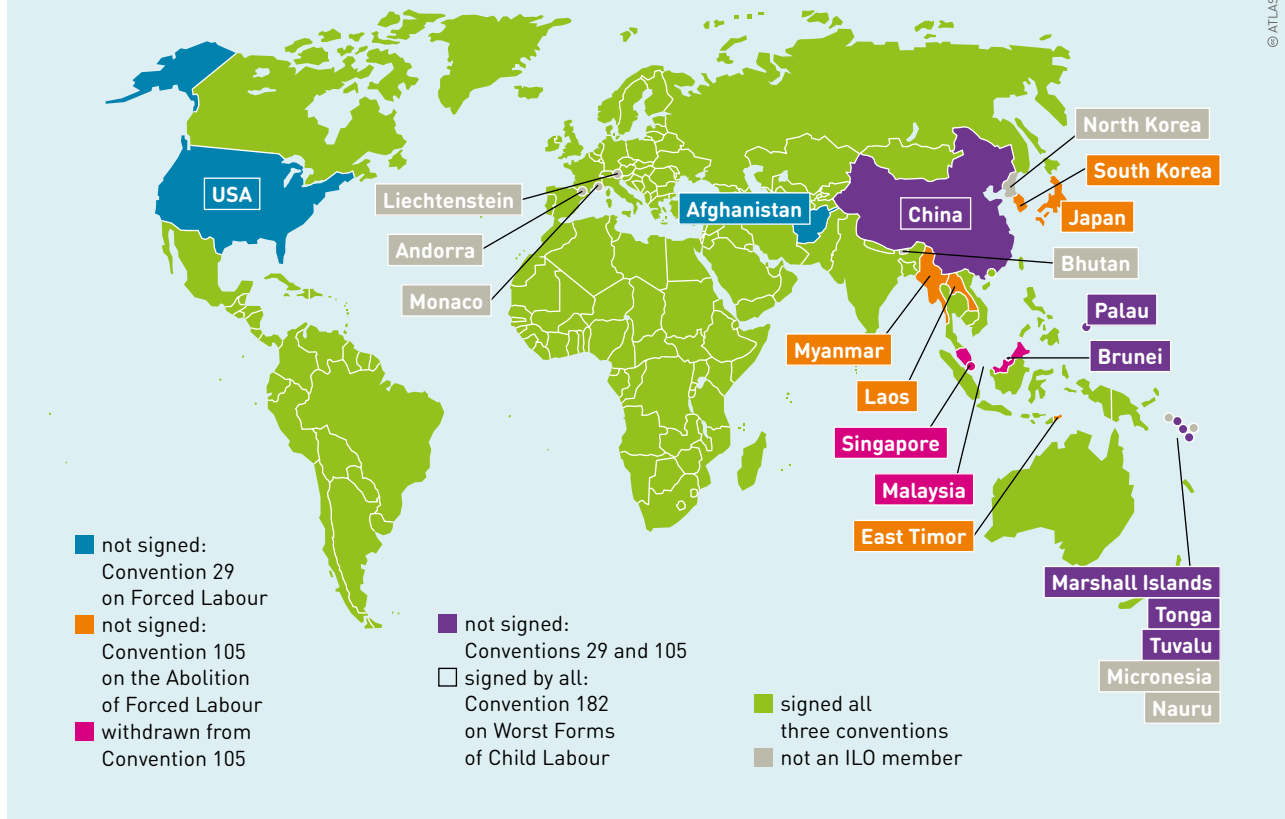 © ATLAS
North Korea
South Korea
USA
Liechtenstein
Afghanistan
China
Japan
Andorra
Bhutan
Monaco
Palau
Myanmar
Brunei
Laos
Singapore
Malaysia
East Timor
Marshall Islands
Tonga
Tuvalu
Micronesia
Nauru
not signed:
Convention 29
on Forced Labour
not signed:
Convention 105
on the Abolition
of Forced Labour
withdrawn from
Convention 105
not signed:
Conventions 29 and 105
signed by all:
Convention 182
on Worst Forms
of Child Labour
signed all
three conventions
not an ILO member